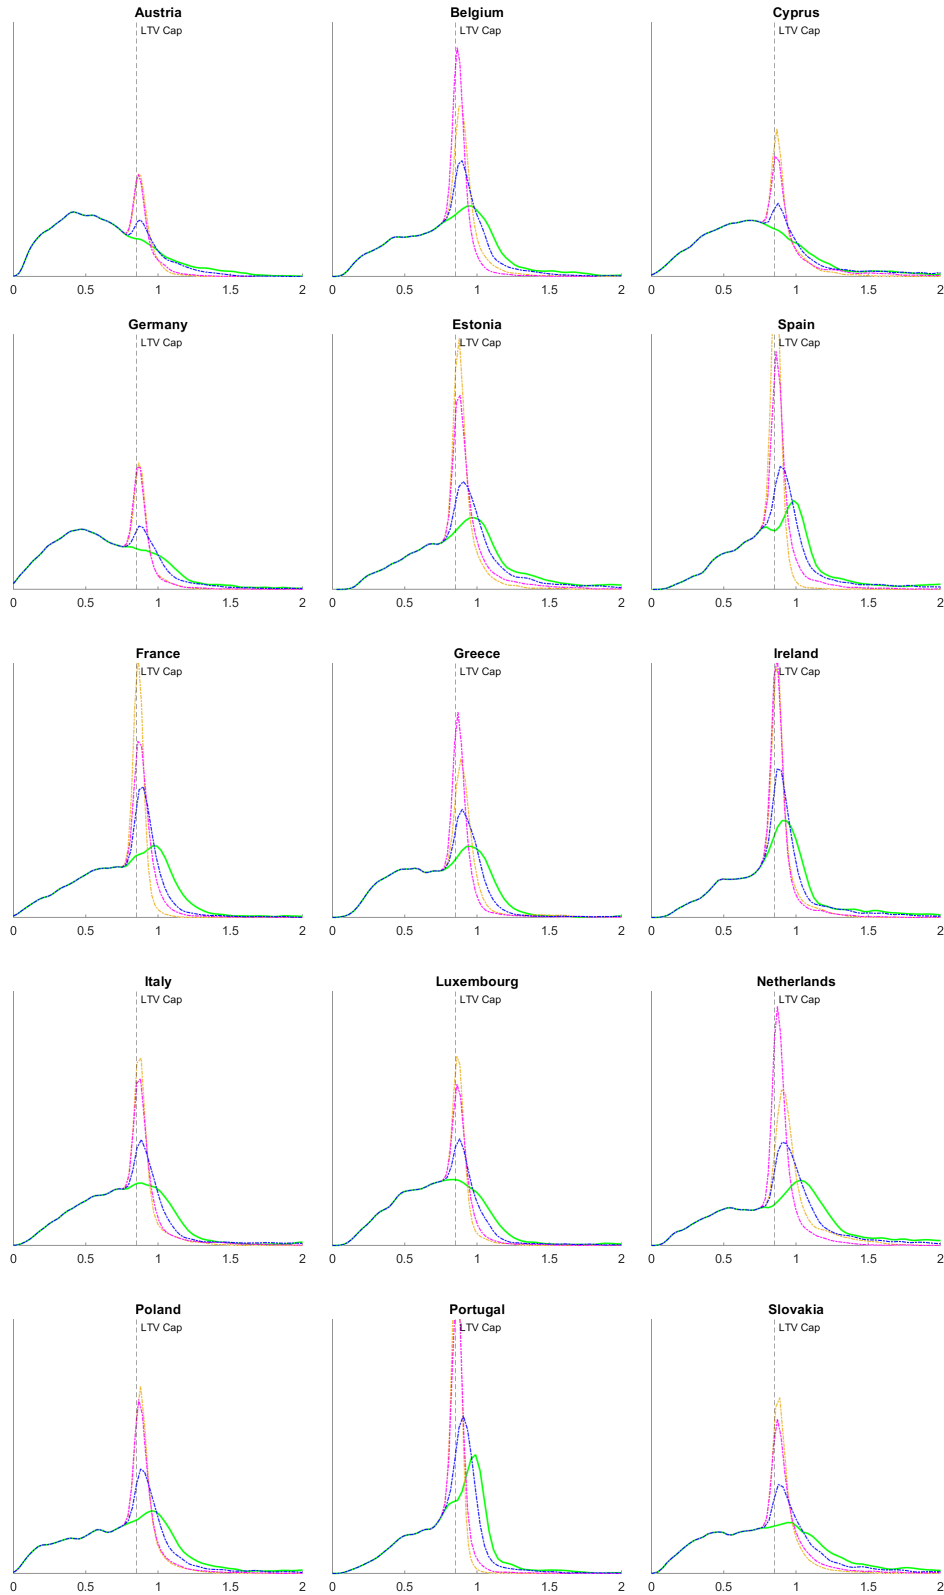 Austria Belgium Cyprus
LTV Cap LTV Cap LTV Cap
0 0.5 1 1.5 2 0 0.5 1 1.5 2 0 0.5 1 1.5 2
Germany Estonia Spain
LTV Cap LTV Cap LTV Cap
0 0.5 1 1.5 2 0 0.5 1 1.5 2 0 0.5 1 1.5 2
France Greece Ireland
LTV Cap LTV Cap LTV Cap
0 0.5 1 1.5 2 0 0.5 1 1.5 2 0 0.5 1 1.5 2
Italy Luxembourg Netherlands
LTV Cap LTV Cap LTV Cap
0 0.5 1 1.5 2 0 0.5 1 1.5 2 0 0.5 1 1.5 2
Poland Portugal Slovakia
LTV Cap LTV Cap LTV Cap
0 0.5 1 1.5 2 0 0.5 1 1.5 2 0 0.5 1 1.5 2